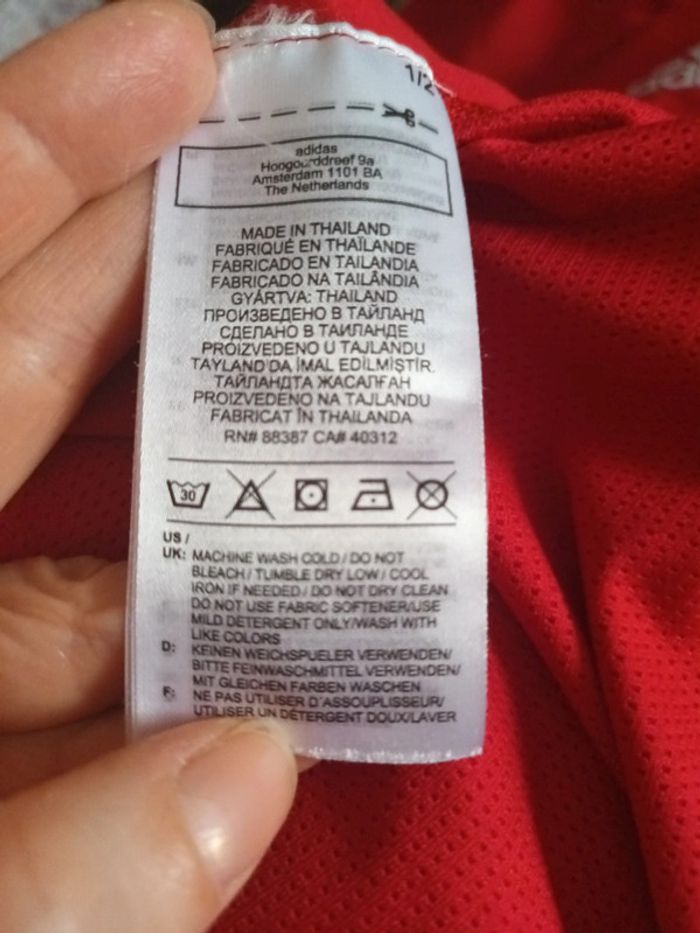 1/2
adidas
Hoogoorddreef 9a
Amsterdam 1101 BA
The Netherlands
MADE IN THAILAND
FABRIQUÉ EN THAÏLANDE
FABRICADO EN TAILANDIA
FABRICADO NA TAILÂNDIA
GYÁRTVA: THAILAND
ПРОИЗВЕДЕНО В ТАЙЛАНД
СДЕЛАНО В ТАИЛАНДЕ
PROIZVEDENO U TAJLANDU
TAYLAND'DA İMAL EDİLMİŞTİR.
ТАЙЛАНДТА ЖАСАЛҒАН
PROIZVEDENO NA TAJLANDU
FABRICAT ÎN THAILANDA
RN# 88387 CA# 40312
30
US /
UK: MACHINE WASH COLD / DO NOT
BLEACH / TUMBLE DRY LOW / COOL
IRON IF NEEDED / DO NOT DRY CLEAN
DO NOT USE FABRIC SOFTENER/USE
MILD DETERGENT ONLY/WASH WITH
LIKE COLORS
D: KEINEN WEICHSPUELER VERWENDEN/
BITTE FEINWASCHMITTEL VERWENDEN/
MIT GLEICHEN FARBEN WASCHEN
F: NE PAS UTILISER D'ASSOUPLISSEUR/
UTILISER UN DÉTERGENT DOUX/LAVER